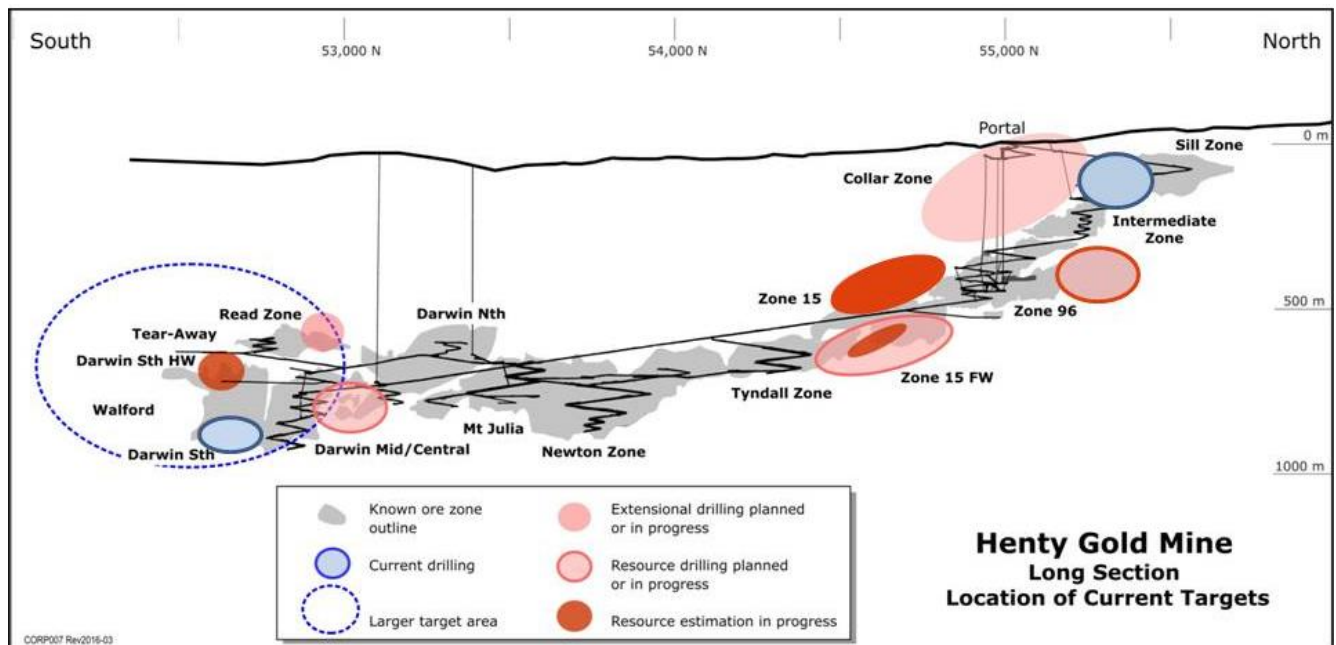 South
North
53,000 N
54,000 N
55,000 N
Portal
0 m
Sill Zone
Collar Zone
Intermediate
Zone
Zone 15
Zone 96
500 m
Read Zone
Darwin Nth
Tear-Away
Darwin Sth HW
Zone 15 FW
Tyndall Zone
Walford
Mt Julia
Darwin Sth
Darwin Mid/Central
Newton Zone
1000 m
Known ore zone
outline
Extensional drilling planned
or in progress
Current drilling
Resource drilling planned
or in progress
Larger target area
Resource estimation in progress
Henty Gold Mine
Long Section
Location of Current Targets
CORP007 Rev2016-03